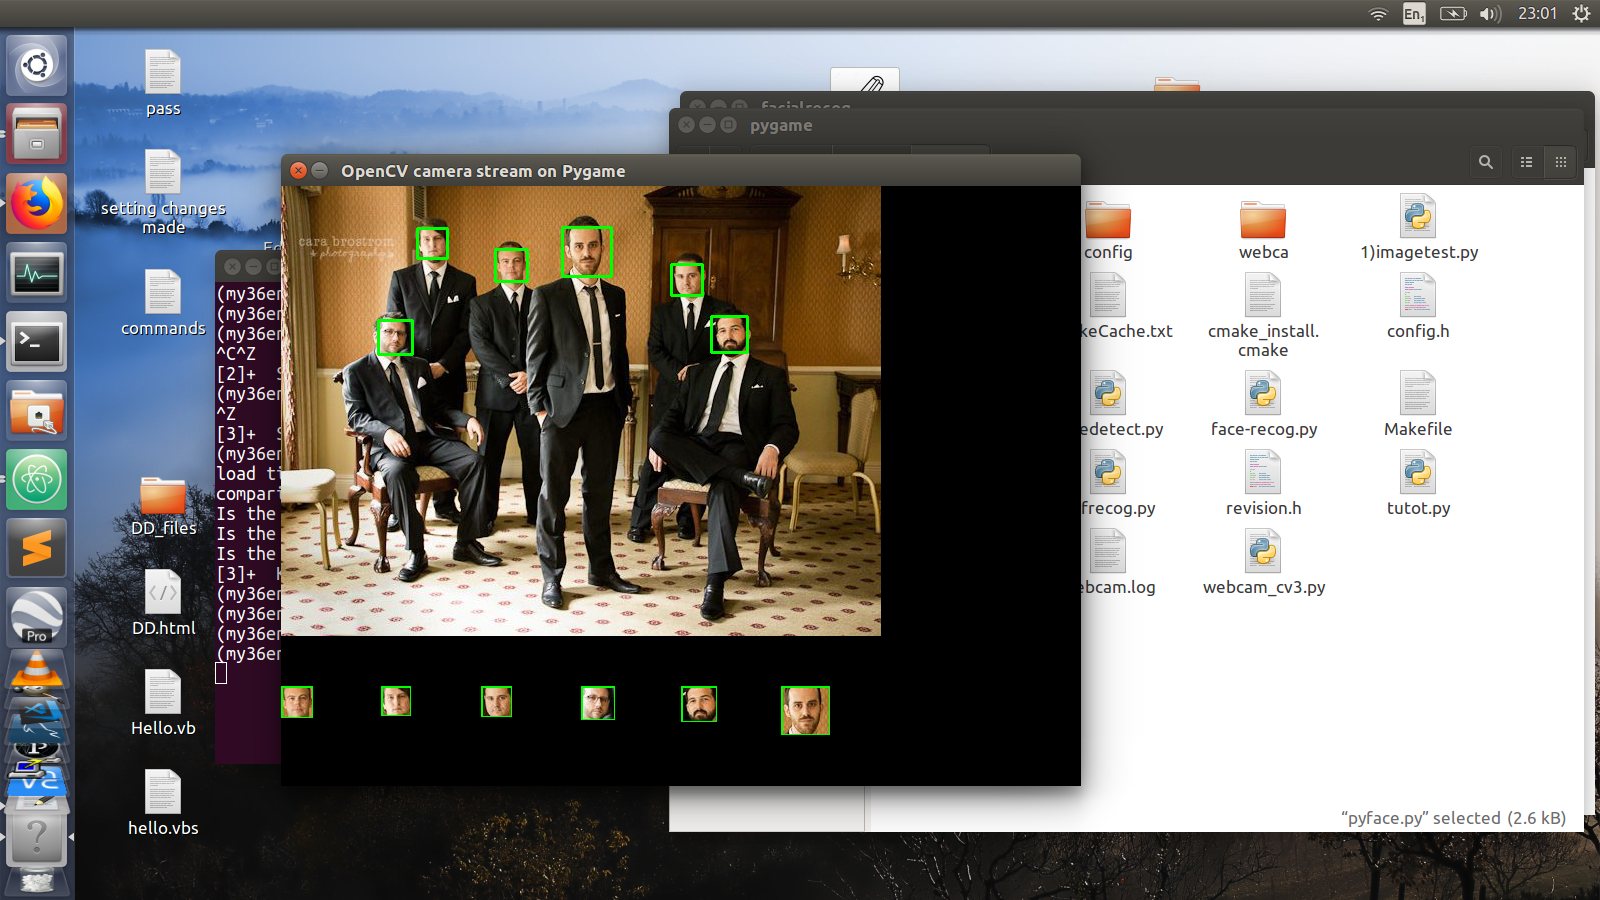 En1
23:01
pass
setting changes
made
commands
DD_files
DD.html
Hello.vb
hello.vbs
Pro
facialrecog
pygame
OpenCV camera stream on Pygame
cara brostrom
photography
(my36en
(my36en
(my36en
^C^Z
[2]+
(my36en
^Z
[3]+
(my36en
load ti
compari
Is the
Is the
Is the
[3]+
(my36en
(my36en
(my36en
(my36en
config
webca
1)imagetest.py
keCache.txt
cmake_install.
cmake
config.h
edetect.py
face-recog.py
Makefile
frecog.py
revision.h
tutot.py
ebcam.log
webcam_cv3.py
“pyface.py” selected (2.6 kB)